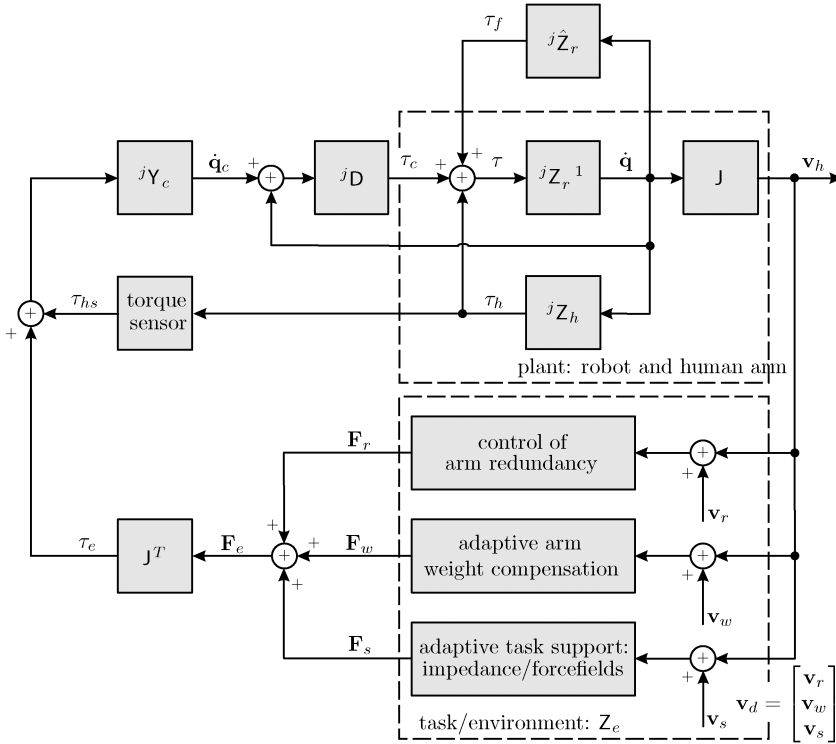 τ_f
ʲẐ_r
ʲY_c
q̇_c
+
+
ʲD
τ_c
+
+
+
τ
ʲZ_r 1
q̇
J
v_h
τ_hs
torque
sensor
τ_h
ʲZ_h
+
+
plant: robot and human arm
F_r
control of
arm redundancy
+
+
v_r
τ_e
Jᵀ
F_e
+
+
+
+
F_w
adaptive arm
weight compensation
+
+
v_w
F_s
adaptive task support:
impedance/forcefields
+
+
v_s
task/environment: Z_e
v_d = [v_r
v_w
v_s]